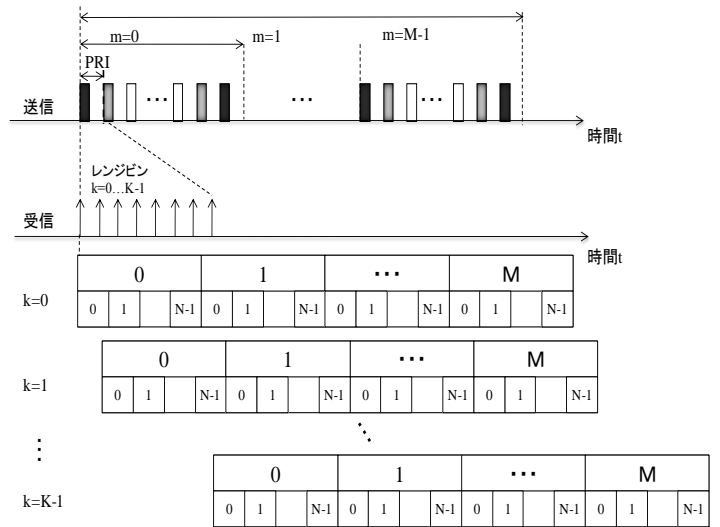 m=0 m=1 m=M-1
PRI
… …
送信 …
時間t
レンジビン
k=0…K-1
受信
時間t
0 1 … M
k=0
0 1 N-1 0 1 N-1 0 1 N-1 0 1 N-1
0 1 … M
k=1
0 1 N-1 0 1 N-1 0 1 N-1 0 1 N-1
⋮ ⋱
0 1 … M
k=K-1
0 1 N-1 0 1 N-1 0 1 N-1 0 1 N-1